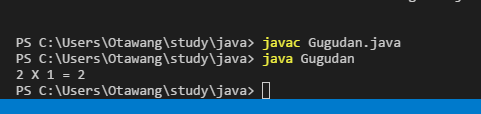 PS C:\Users\Otawang\study\java> javac Gugudan.java
PS C:\Users\Otawang\study\java> java Gugudan
2 X 1 = 2
PS C:\Users\Otawang\study\java>